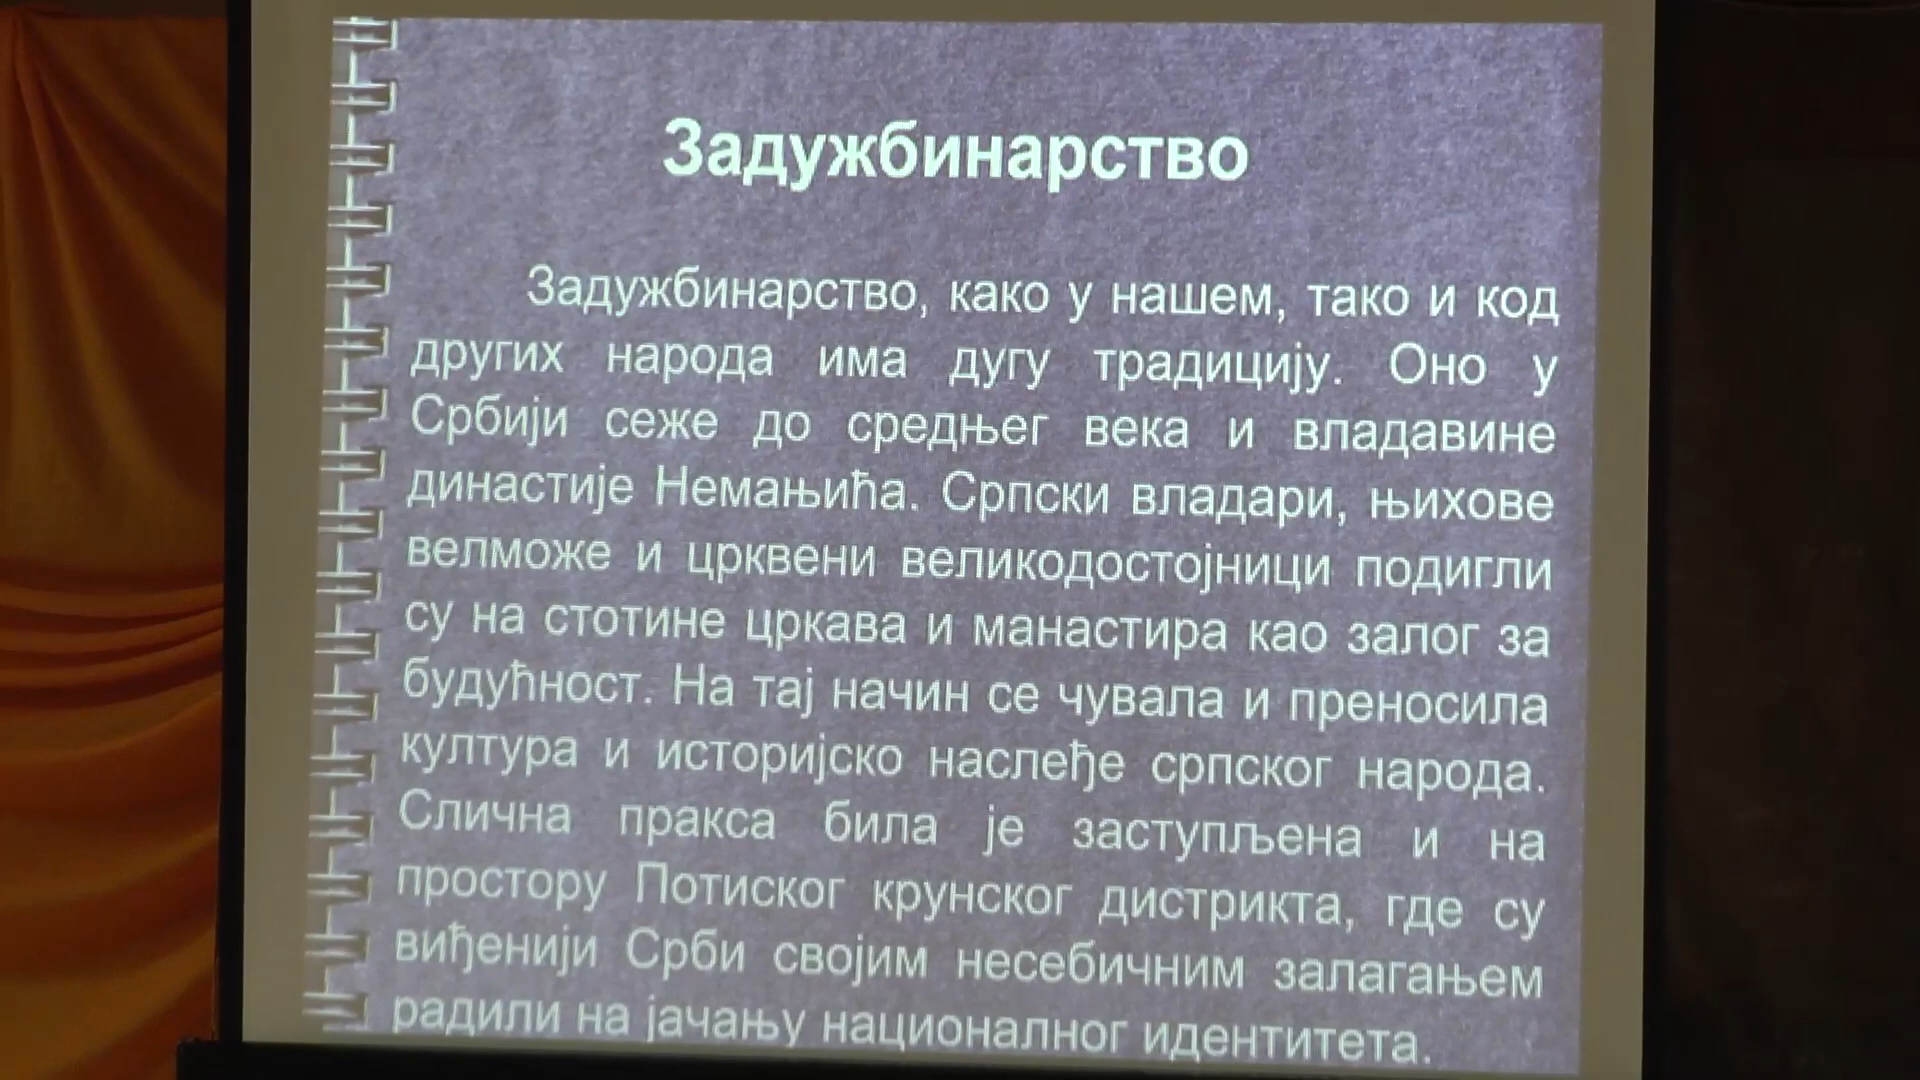 Задужбинарство
Задужбинарство, како у нашем, тако и код
других народа има дугу традицију. Оно у
Србији сеже до средњег века и владавине
династије Немањића. Српски владари, њихове
велможе и црквени великодостојници подигли
су на стотине цркава и манастира као залог за
будућност. На тај начин се чувала и преносила
култура и историјско наслеђе српског народа.
Слична пракса била је заступљена и на
простору Потиског крунског дистрикта, где су
виђенији Срби својим несебичним залагањем
радили на јачању националног идентитета.